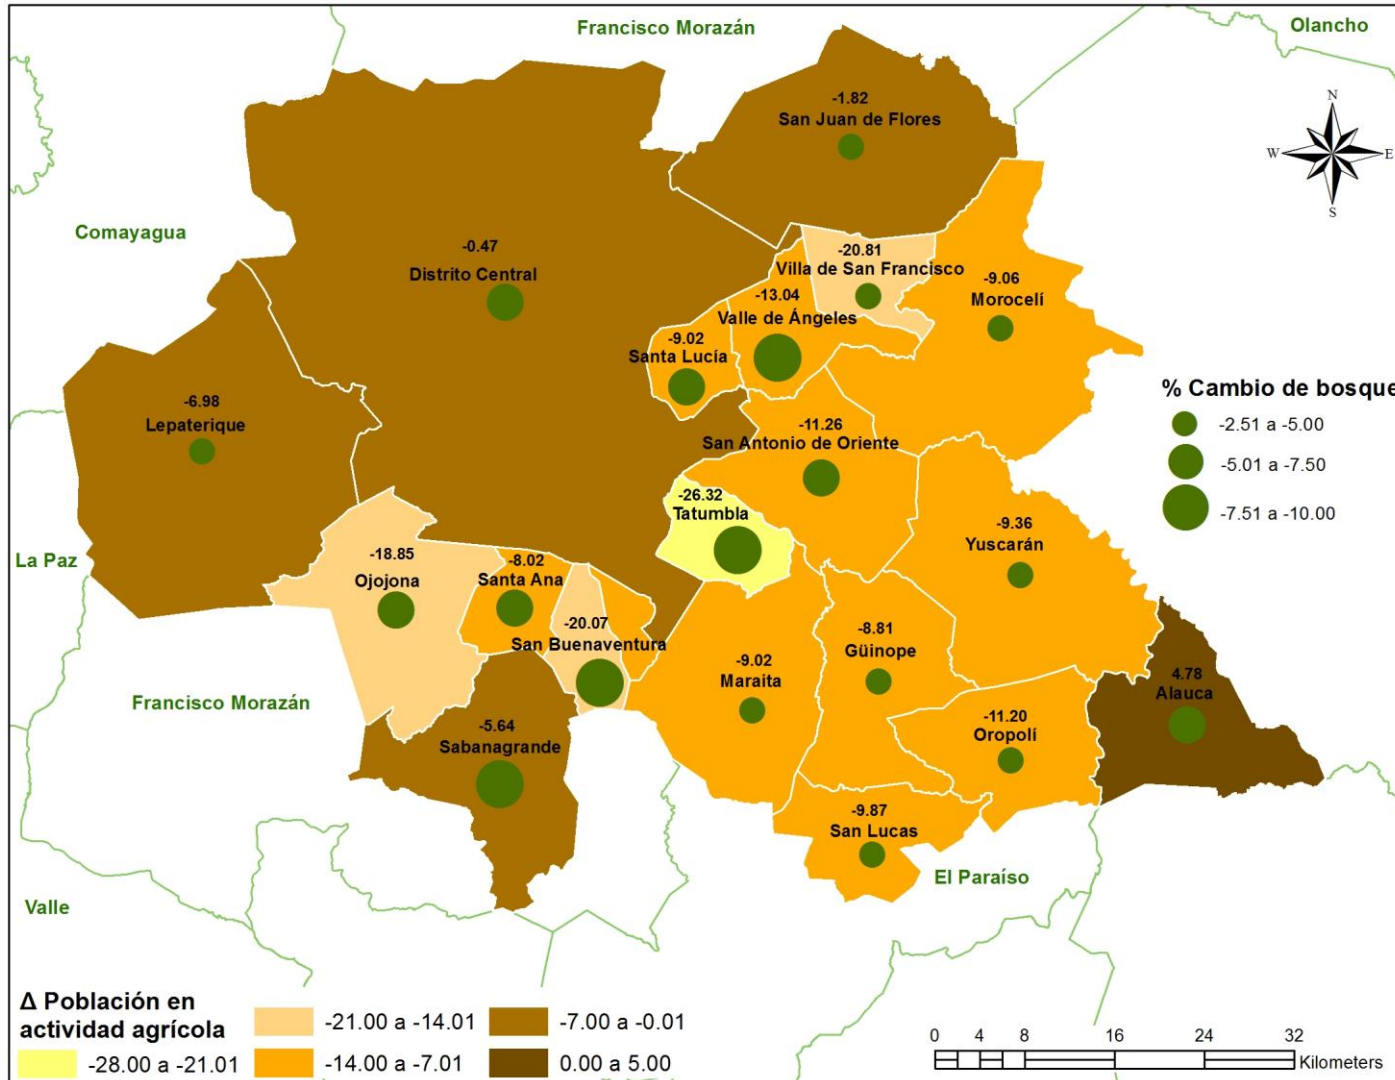 Francisco Morazán
Olancho
-1.82
San Juan de Flores
N
W
E
S
Comayagua
-0.47
Distrito Central
-20.81
Villa de San Francisco
-13.04
Valle de Ángeles
-9.06
Morocelí
-9.02
Santa Lucía
-6.98
Lepaterique
-11.26
San Antonio de Oriente
% Cambio de bosque
-2.51 a -5.00
-5.01 a -7.50
-7.51 a -10.00
-26.32
Tatumbla
-9.36
Yuscarán
La Paz
-18.85
Ojojona
-8.02
Santa Ana
-20.07
San Buenaventura
-9.02
Maraita
-8.81
Güinope
4.78
Alauca
Francisco Morazán
-5.64
Sabanagrande
-11.20
Oropolí
-9.87
San Lucas
El Paraíso
Valle
Δ Población en
actividad agrícola
-28.00 a -21.01
-21.00 a -14.01
-14.00 a -7.01
-7.00 a -0.01
0.00 a 5.00
0 4 8 16 24 32
Kilometers